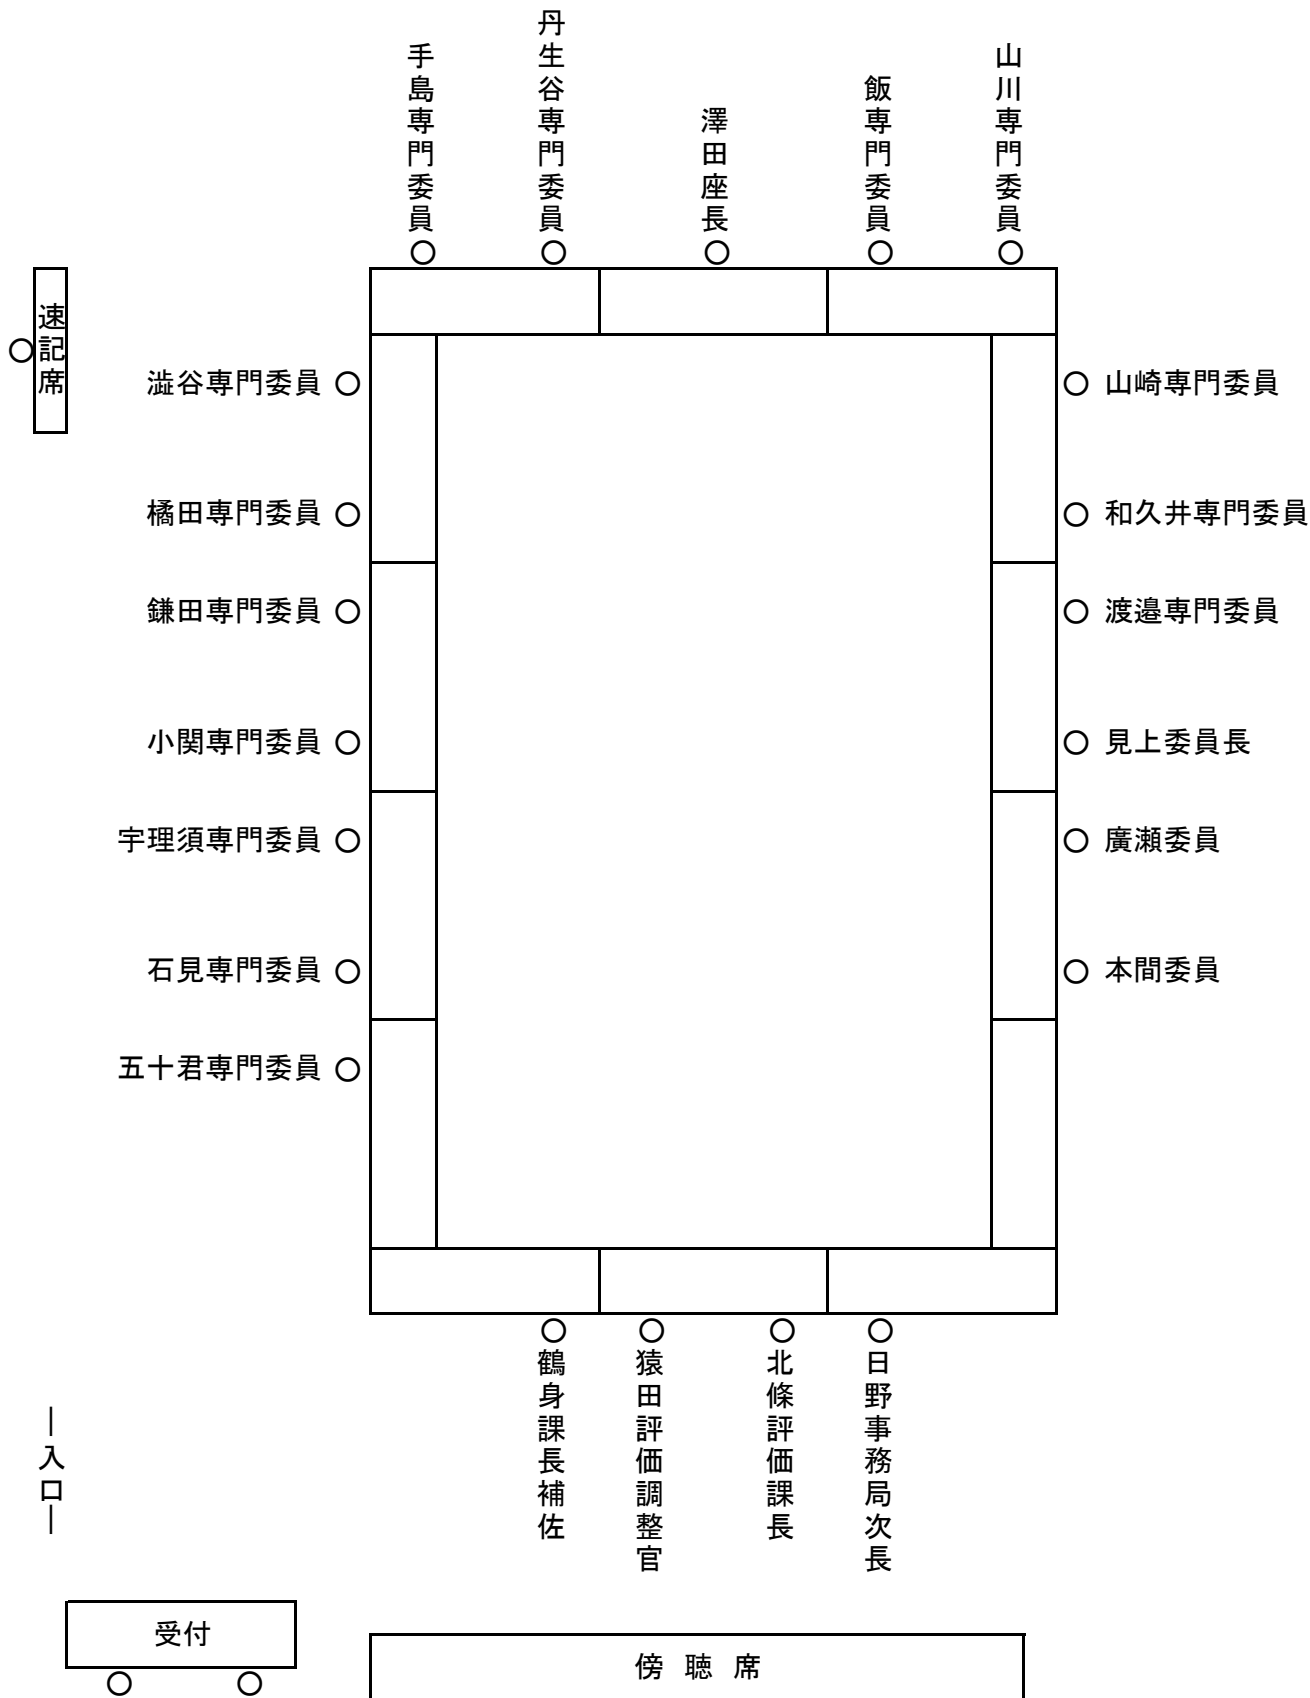 手島専門委員
丹生谷専門委員
澤田座長
飯専門委員
山川専門委員
速記席
澁谷専門委員
山崎専門委員
橘田専門委員
和久井専門委員
鎌田専門委員
渡邉専門委員
小関専門委員
見上委員長
宇理須専門委員
廣瀬委員
石見専門委員
本間委員
五十君専門委員
鶴身課長補佐
猿田評価調整官
北條評価課長
日野事務局次長
―入口―
受付
傍聴席